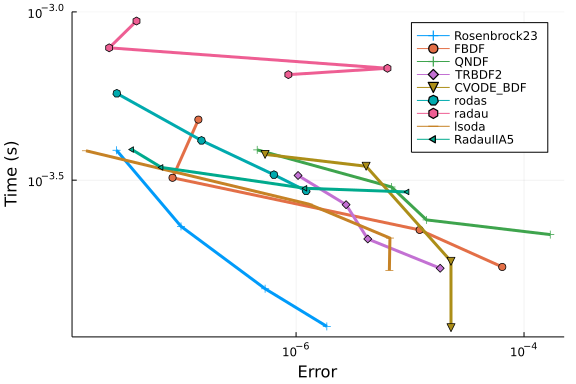 10⁻³·⁰
Rosenbrock23
FBDF
QNDF
TRBDF2
CVODE_BDF
rodas
radau
lsoda
RadauIIA5
Time (s)
10⁻³·⁵
10⁻⁶
10⁻⁴
Error